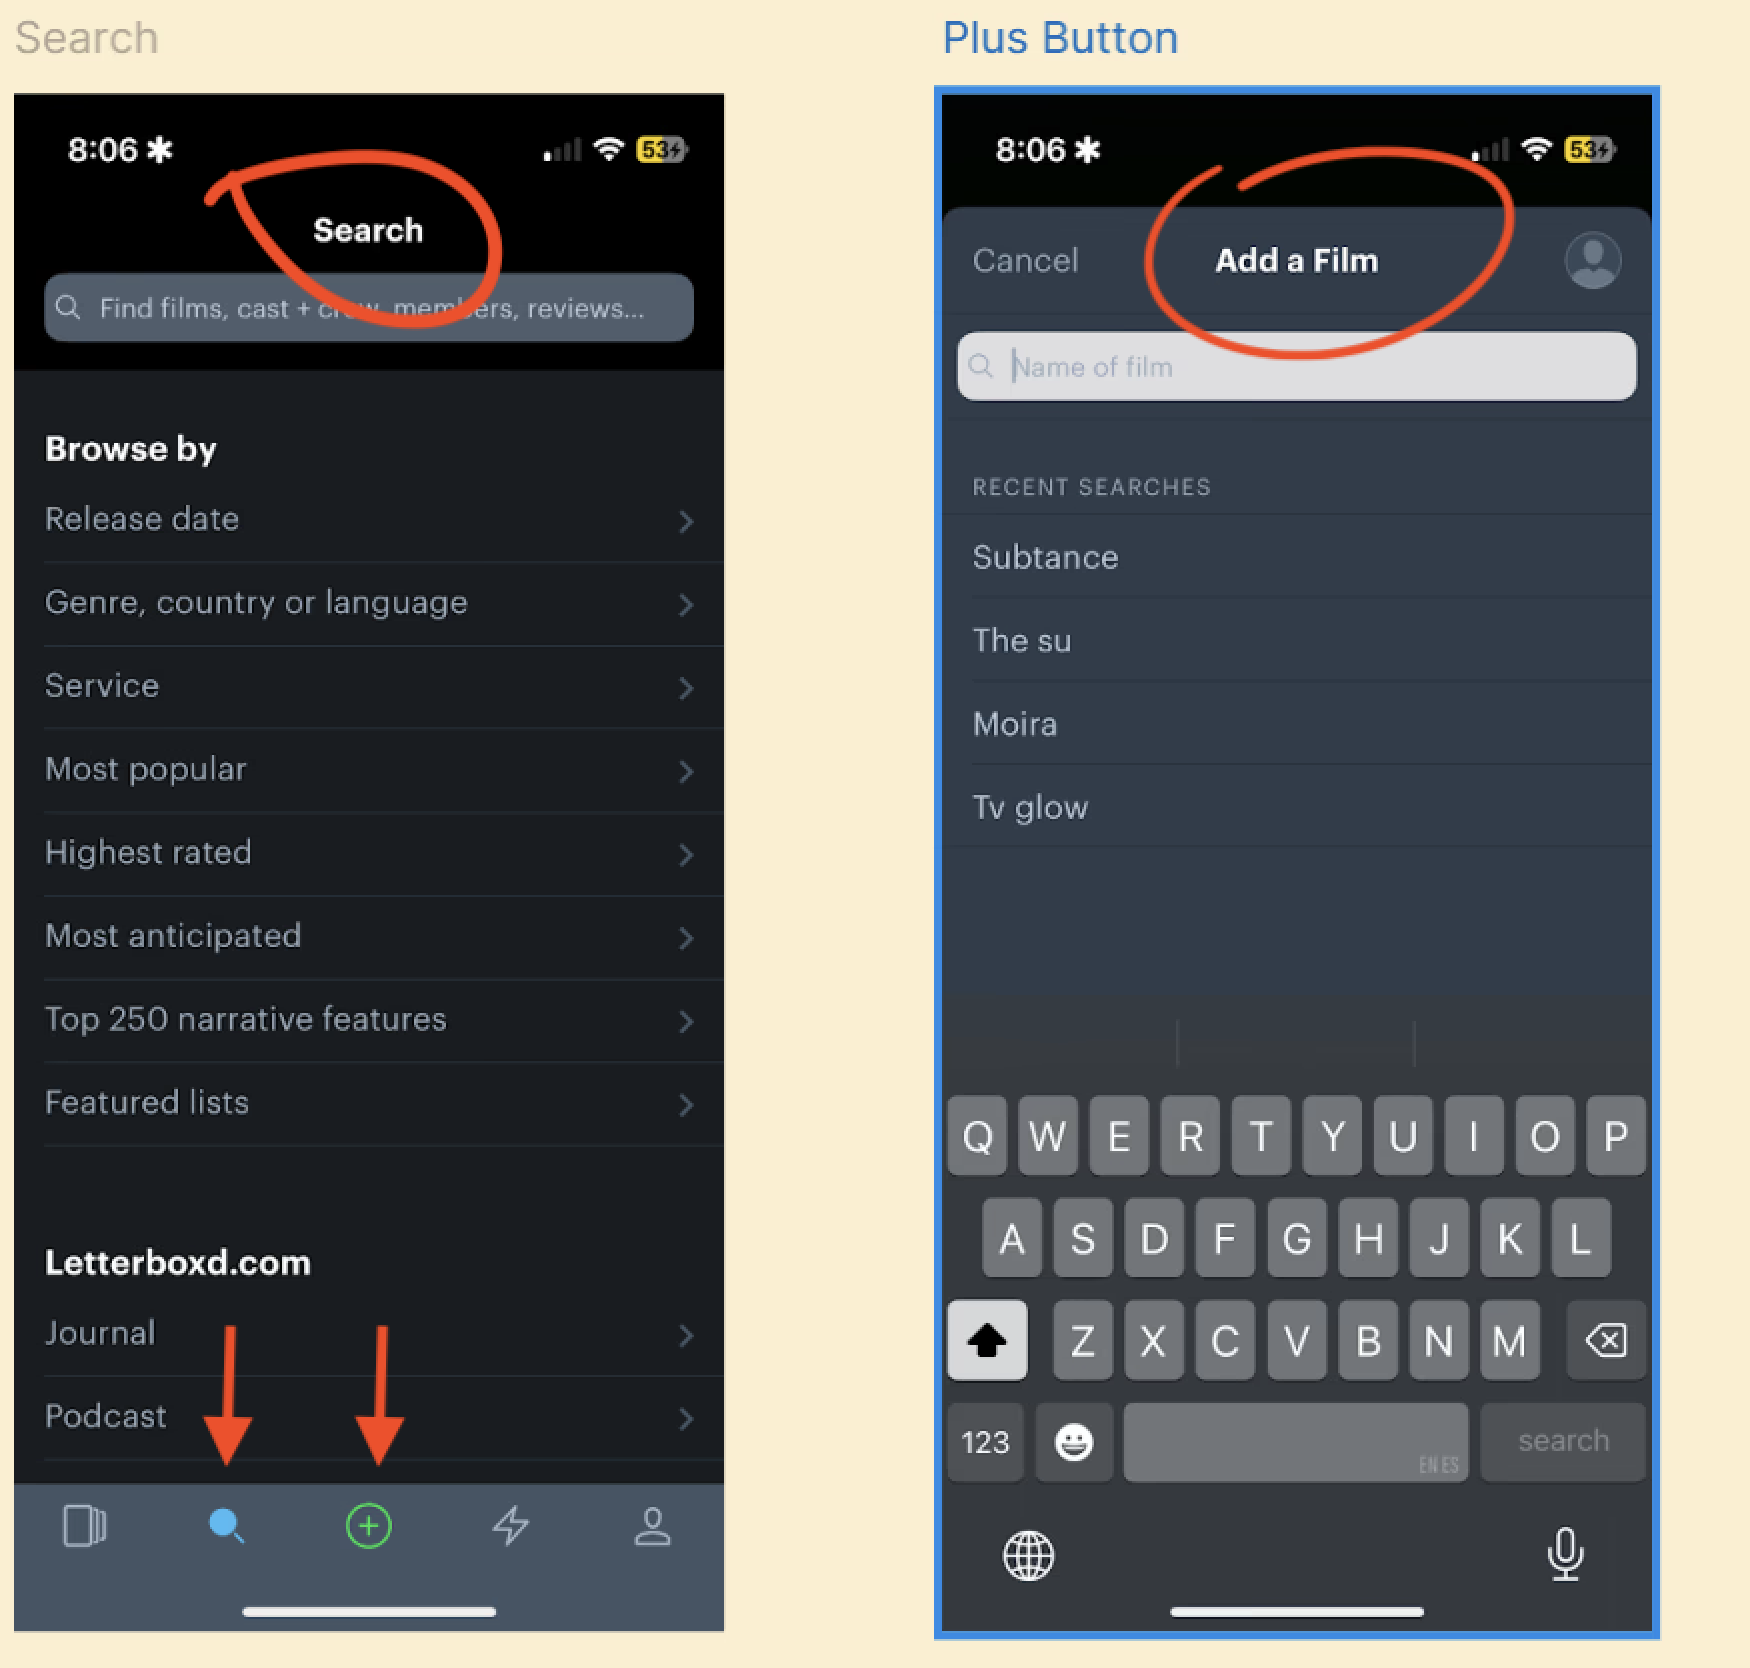 Search
8:06 ✱
53
Search
Find films, cast + crew, members, reviews...
Browse by
Release date
Genre, country or language
Service
Most popular
Highest rated
Most anticipated
Top 250 narrative features
Featured lists
Letterboxd.com
Journal
Podcast
Plus Button
8:06 ✱
53
Cancel
Add a Film
Name of film
RECENT SEARCHES
Subtance
The su
Moira
Tv glow
Q W E R T Y U I O P
A S D F G H J K L
Z X C V B N M
123
EN ES
search